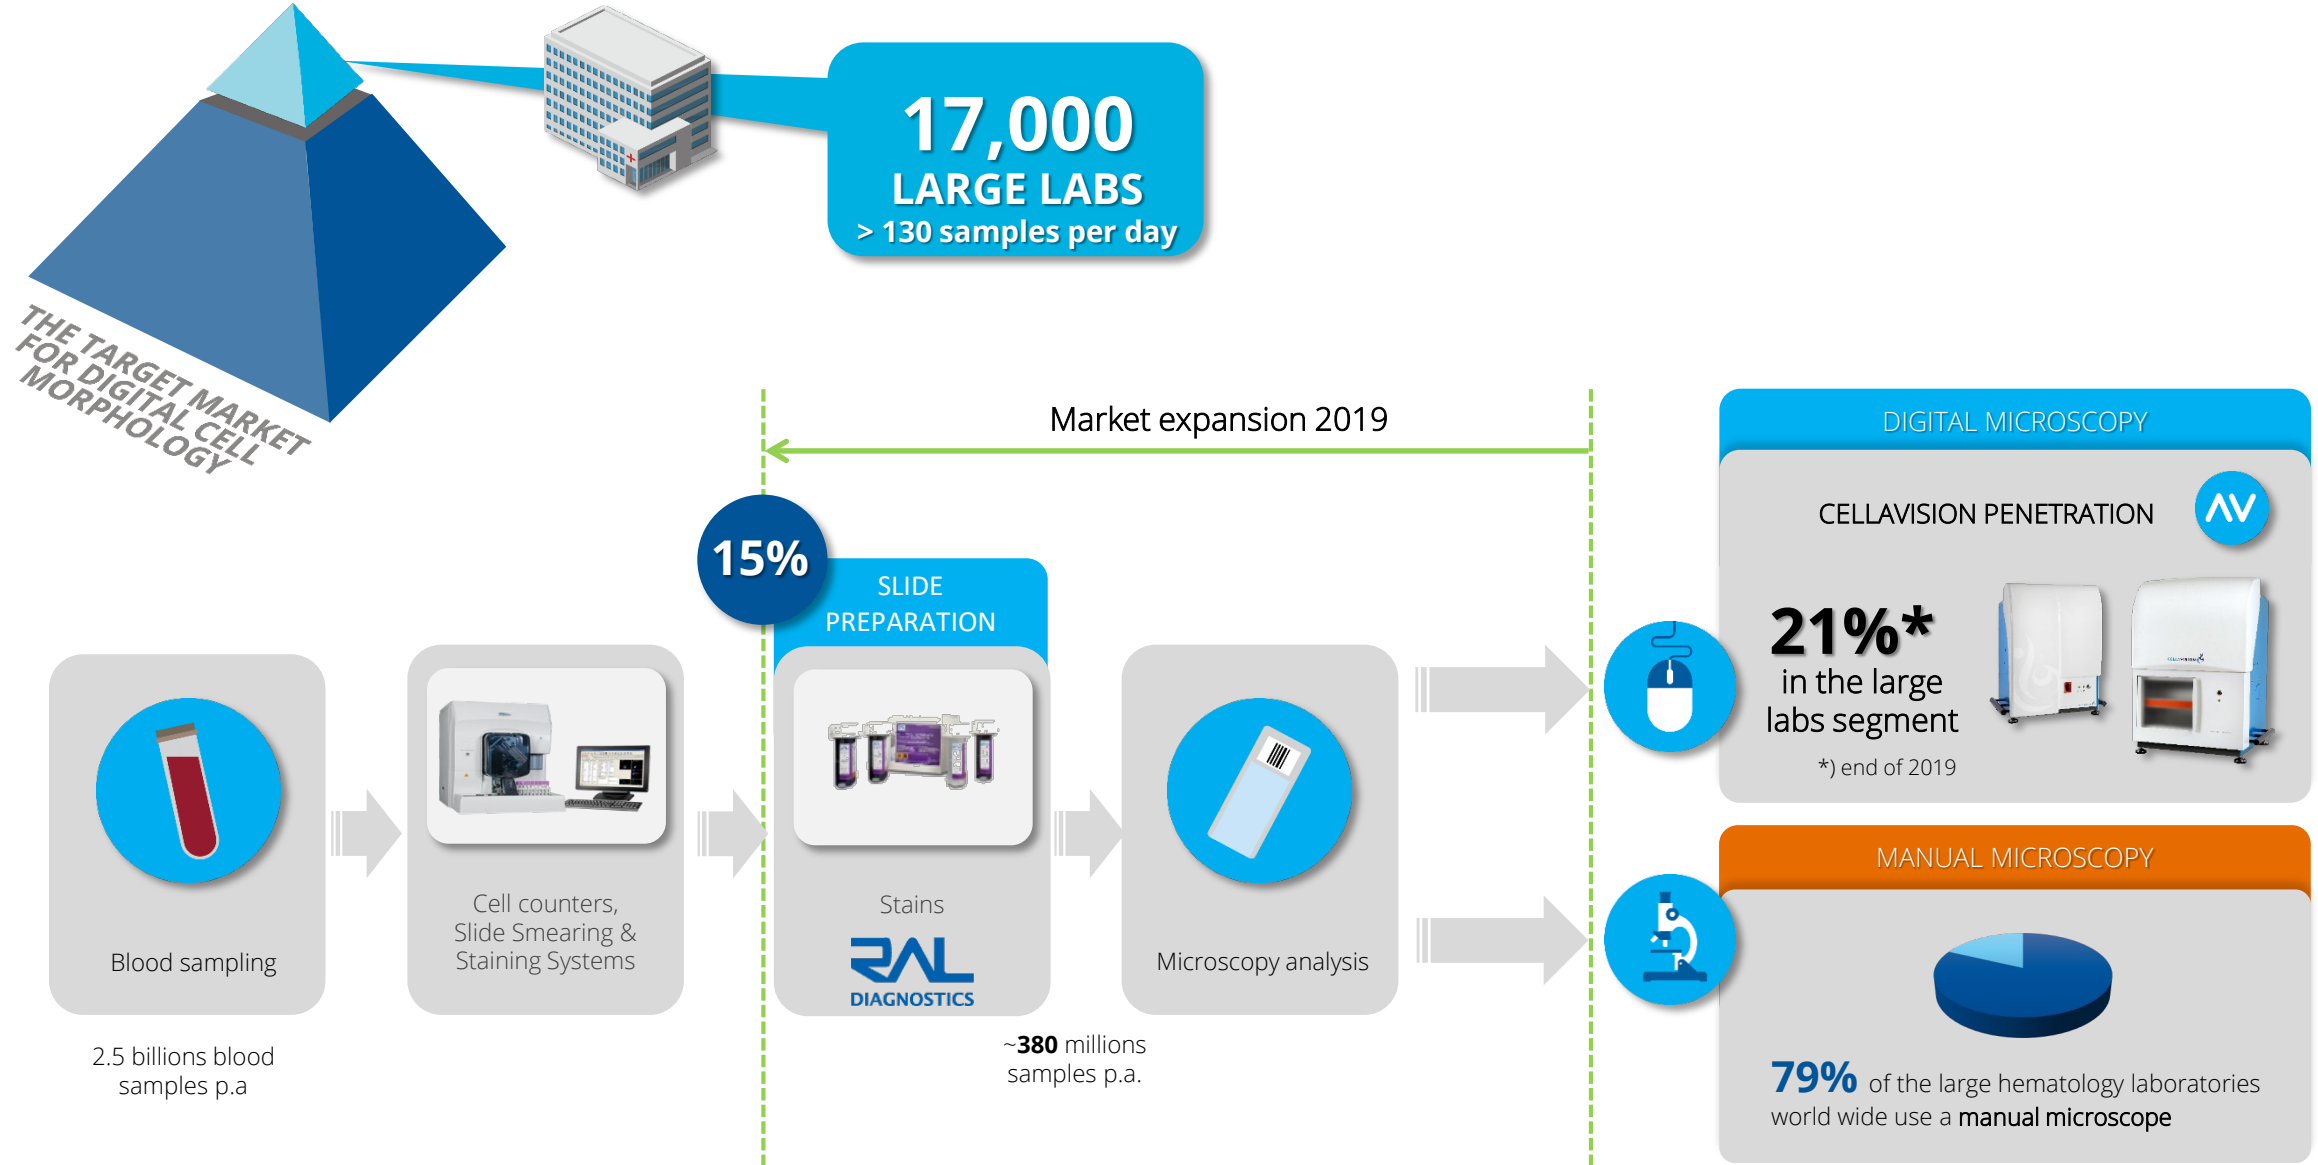 17,000
LARGE LABS
> 130 samples per day
THE TARGET MARKET
FOR DIGITAL CELL
MORPHOLOGY
Market expansion 2019
15%
SLIDE
PREPARATION
Blood sampling
2.5 billions blood
samples p.a
Cell counters,
Slide Smearing &
Staining Systems
Stains
RAL
DIAGNOSTICS
~380 millions
samples p.a.
Microscopy analysis
DIGITAL MICROSCOPY
CELLAVISION PENETRATION
21%*
in the large
labs segment
*) end of 2019
CELLAVISION
MANUAL MICROSCOPY
79% of the large hematology laboratories
world wide use a manual microscope